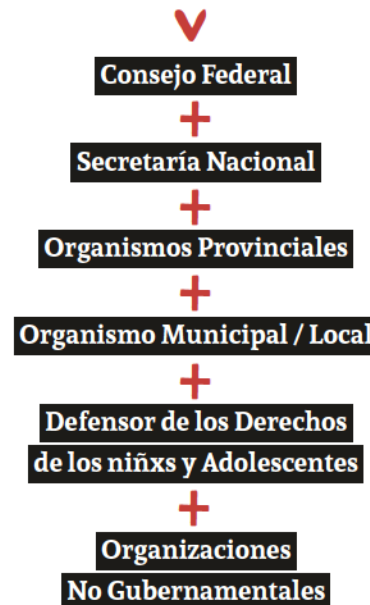 Consejo Federal
+
Secretaría Nacional
+
Organismos Provinciales
+
Organismo Municipal / Local
+
Defensor de los Derechos
de los niñxs y Adolescentes
+
Organizaciones
No Gubernamentales